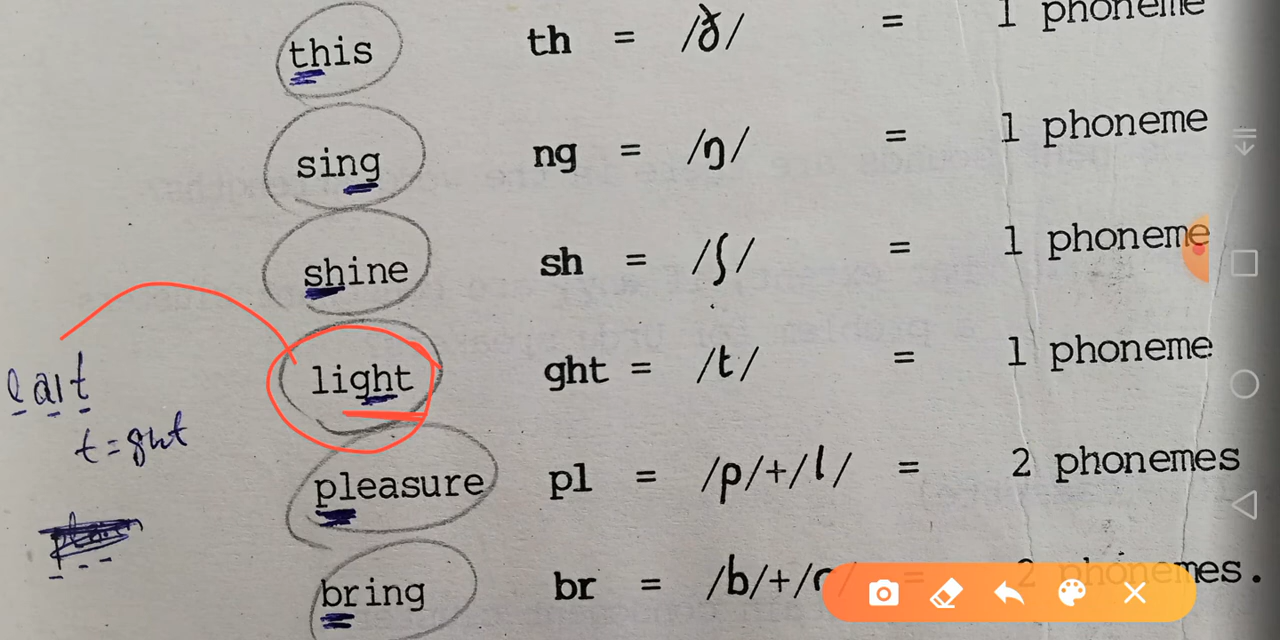 this th = /ð/ = 1 phoneme
sing ng = /ŋ/ = 1 phoneme
shine sh = /ʃ/ = 1 phoneme
light ght = /t/ = 1 phoneme
laıt
t=ght
pleasure pl = /p/+/l/ = 2 phonemes
bring br = /b/+/r/ = 2 phonemes.